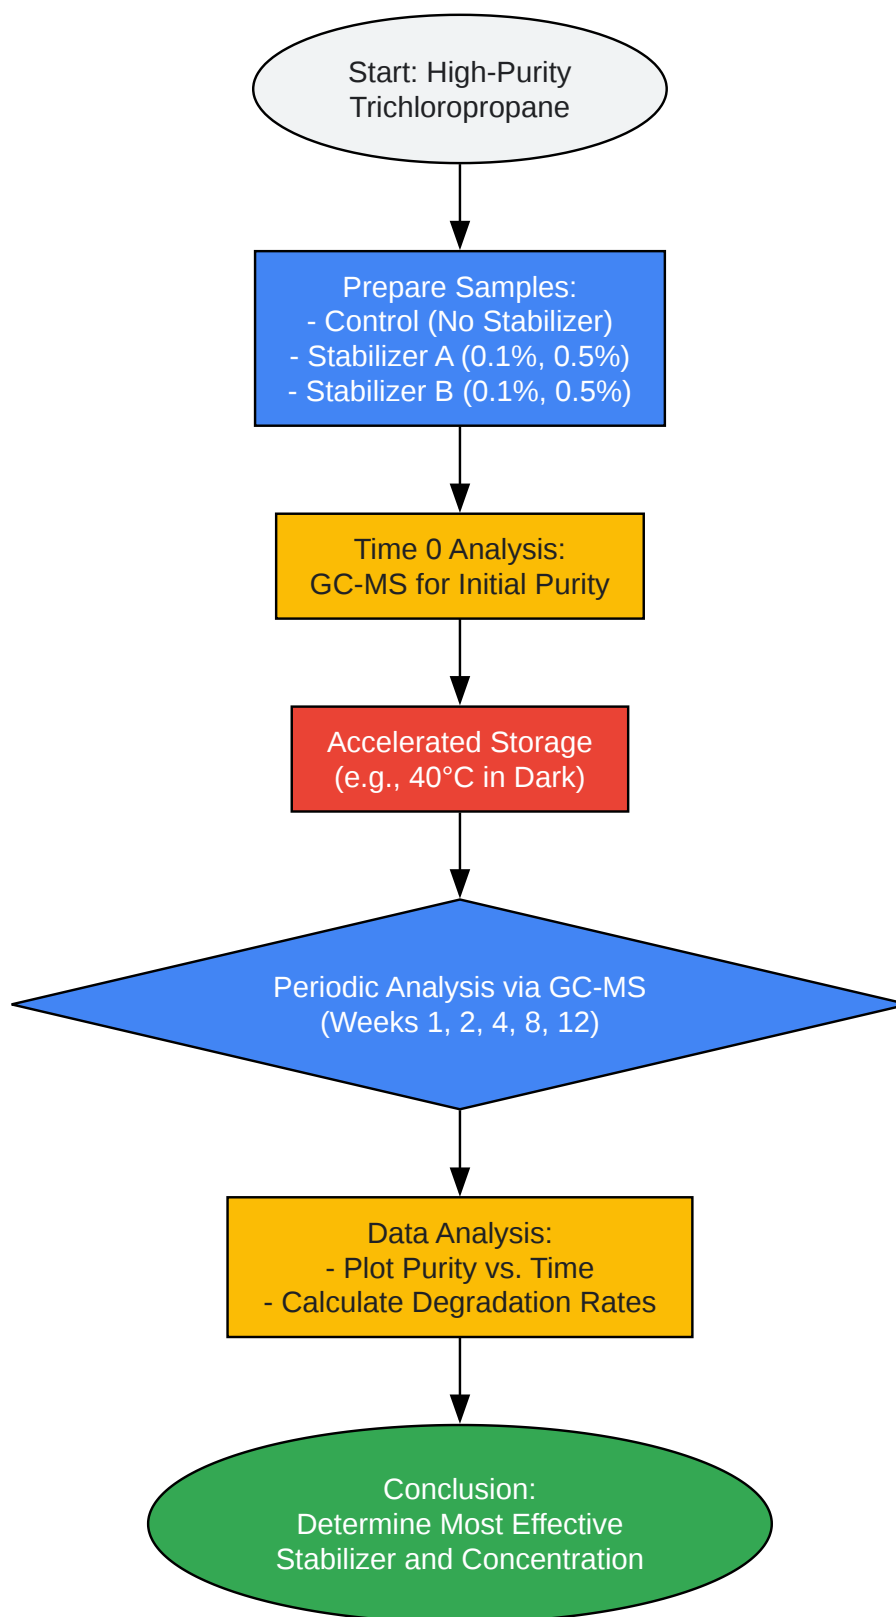 Start: High-Purity
Trichloropropane
Prepare Samples:
- Control (No Stabilizer)
- Stabilizer A (0.1%, 0.5%)
- Stabilizer B (0.1%, 0.5%)
Time 0 Analysis:
GC-MS for Initial Purity
Accelerated Storage
(e.g., 40°C in Dark)
Periodic Analysis via GC-MS
(Weeks 1, 2, 4, 8, 12)
Data Analysis:
- Plot Purity vs. Time
- Calculate Degradation Rates
Conclusion:
Determine Most Effective
Stabilizer and Concentration